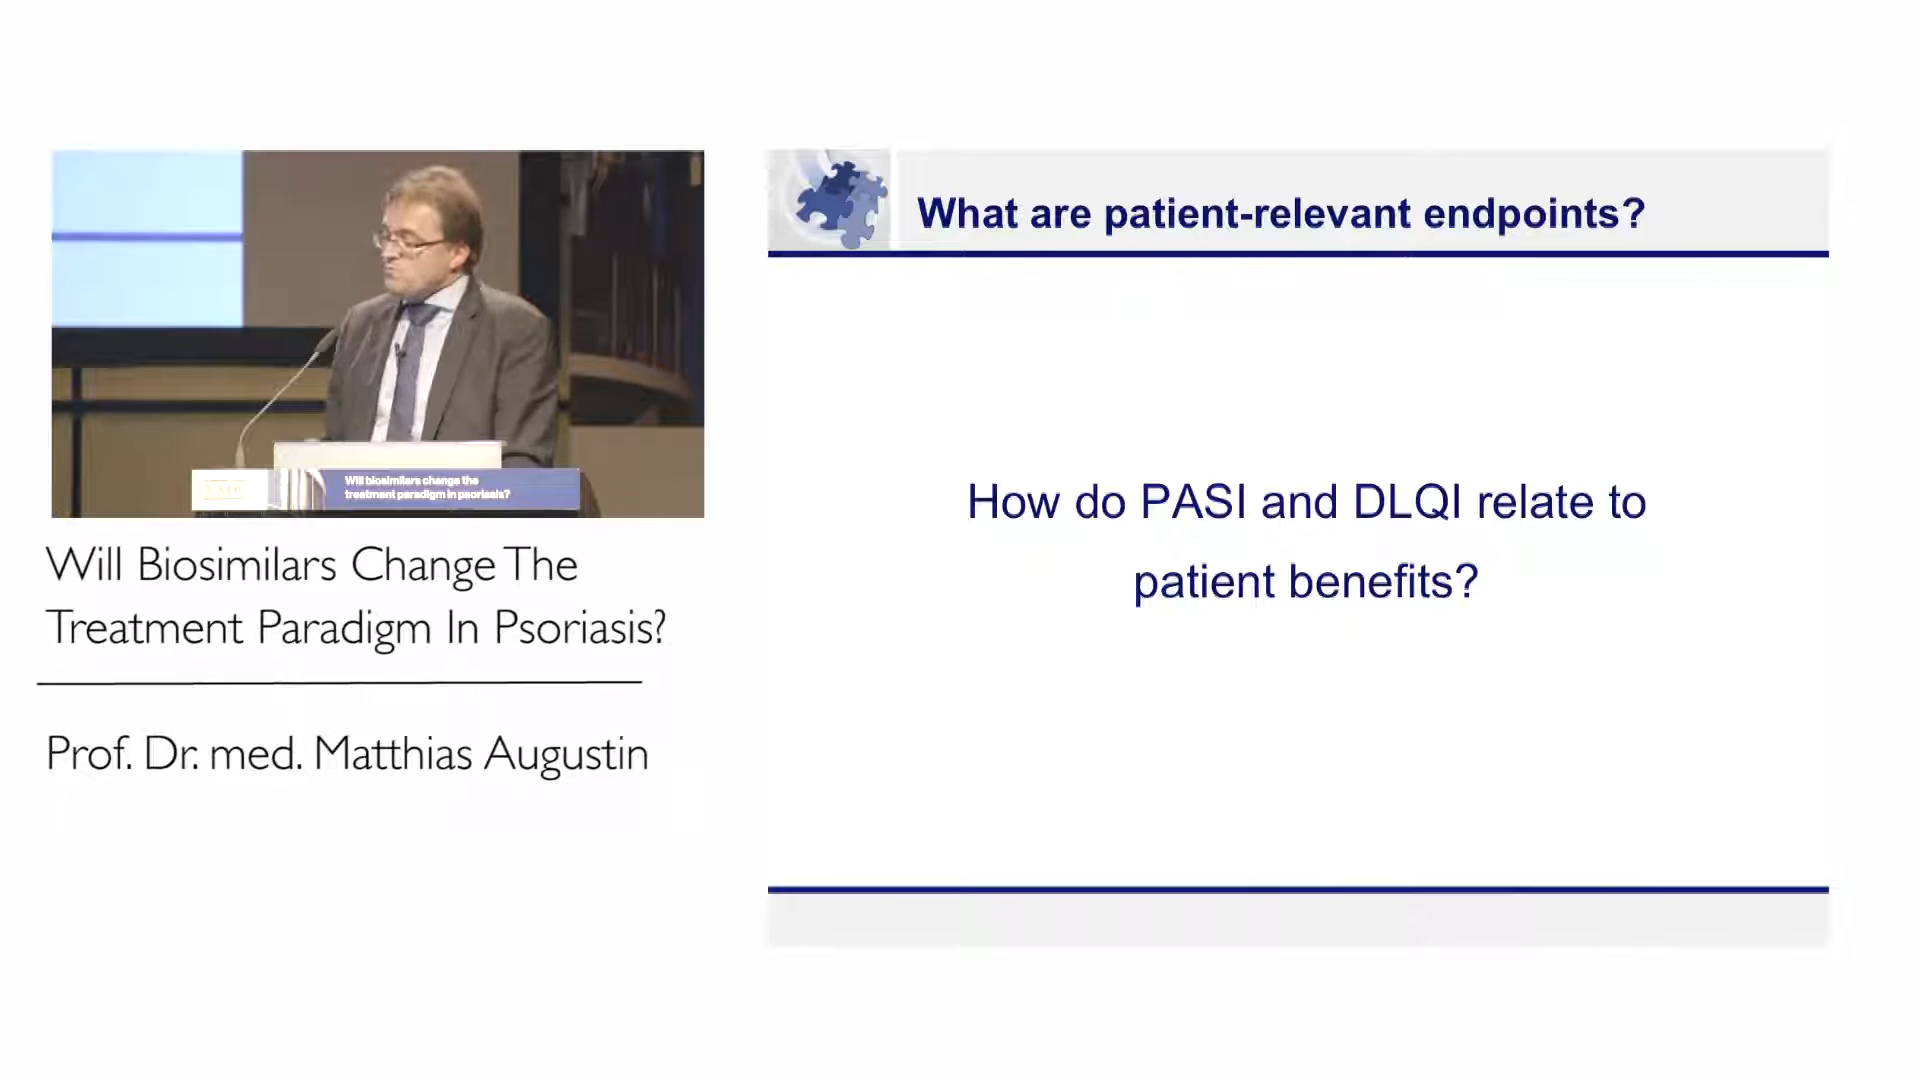 Will biosimilars change the
treatment paradigm in psoriasis?
Will Biosimilars Change The
Treatment Paradigm In Psoriasis?
Prof. Dr. med. Matthias Augustin
What are patient-relevant endpoints?
How do PASI and DLQI relate to
patient benefits?